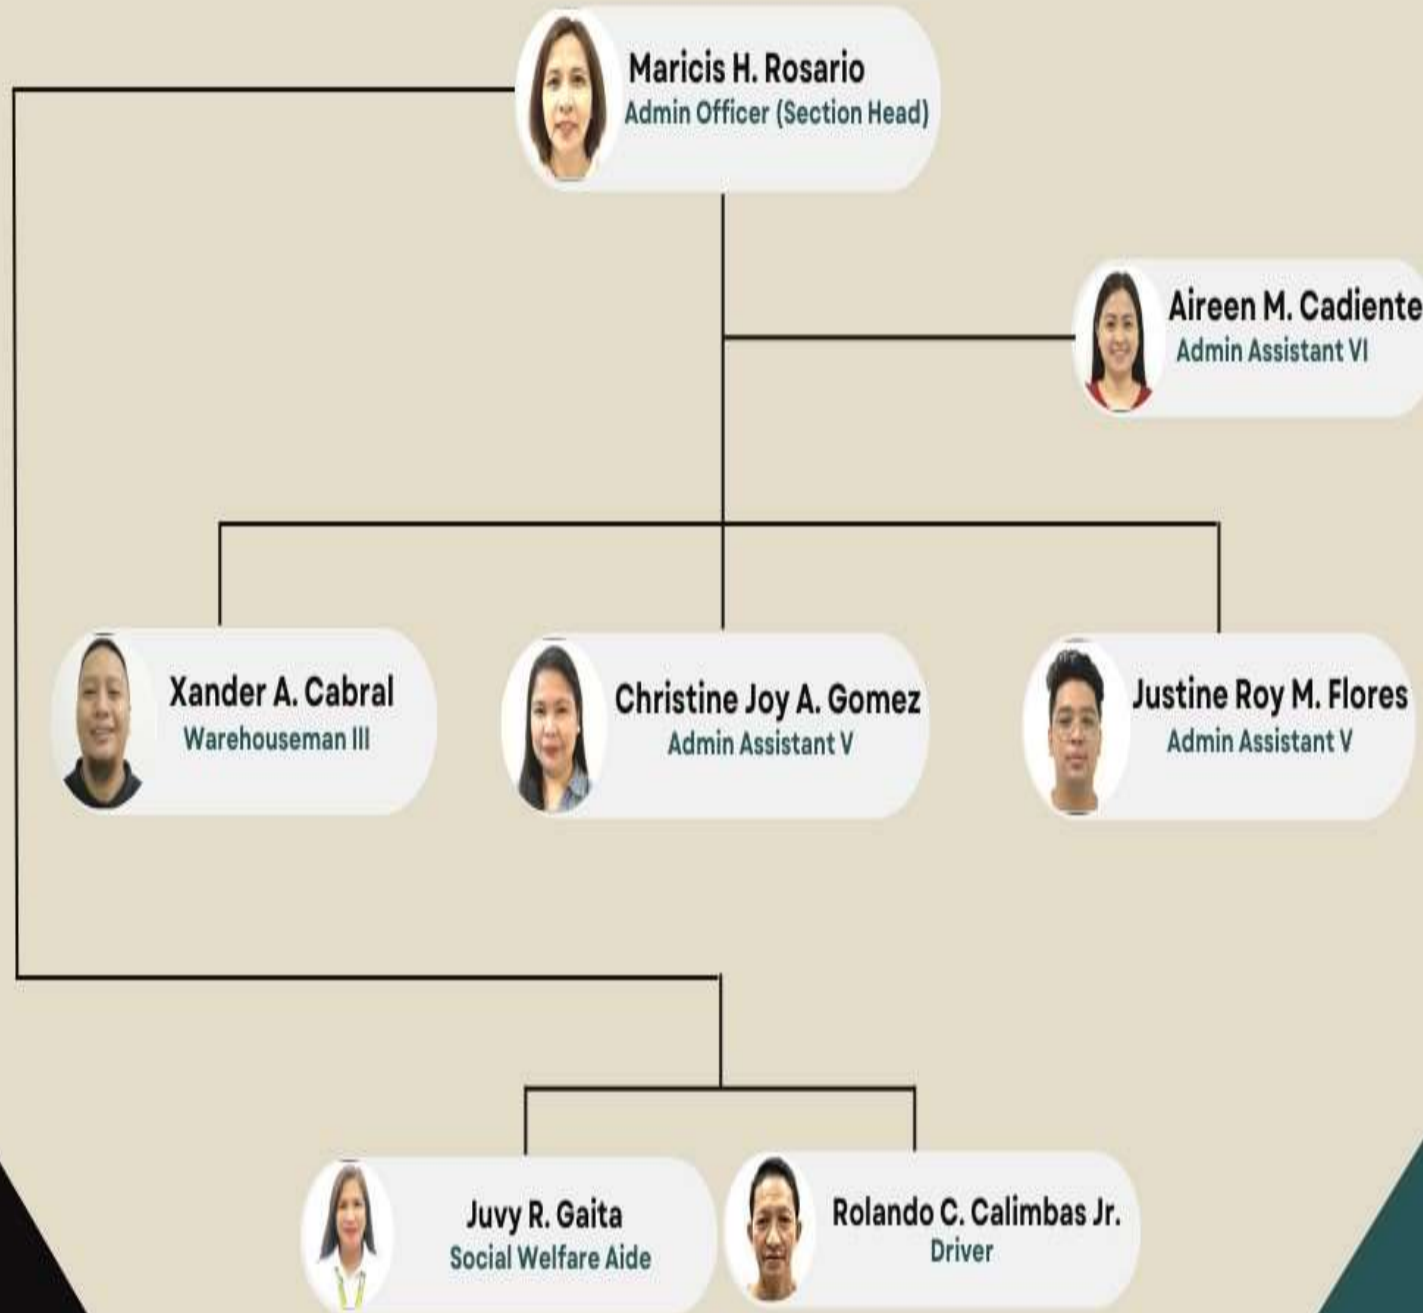 Maricis H. Rosario
Admin Officer (Section Head)
Aireen M. Cadiente
Admin Assistant VI
Xander A. Cabral
Warehouseman III
Christine Joy A. Gomez
Admin Assistant V
Justine Roy M. Flores
Admin Assistant V
Juvy R. Gaita
Social Welfare Aide
Rolando C. Calimbas Jr.
Driver